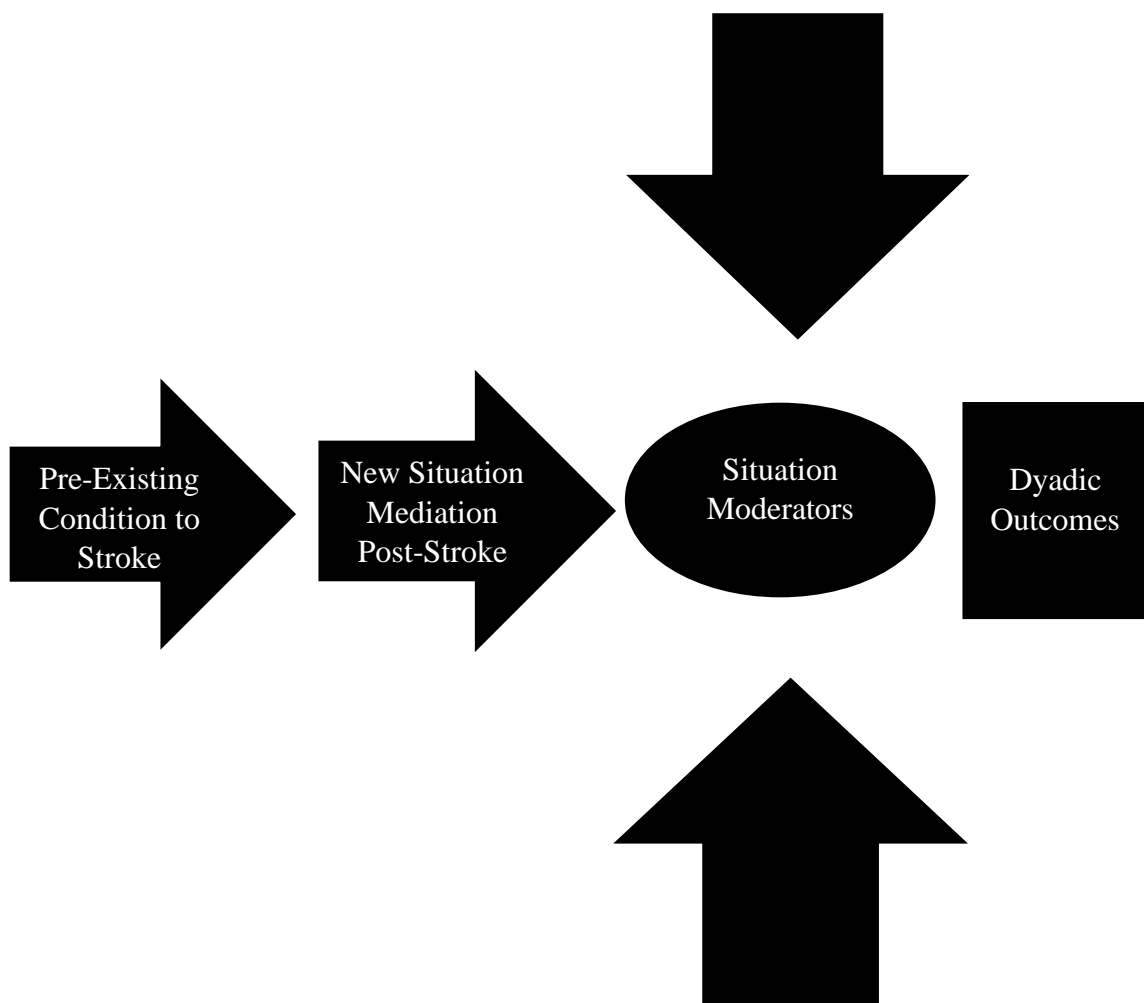 Pre-Existing
Condition to
Stroke
New Situation
Mediation
Post-Stroke
Situation
Moderators
Dyadic
Outcomes